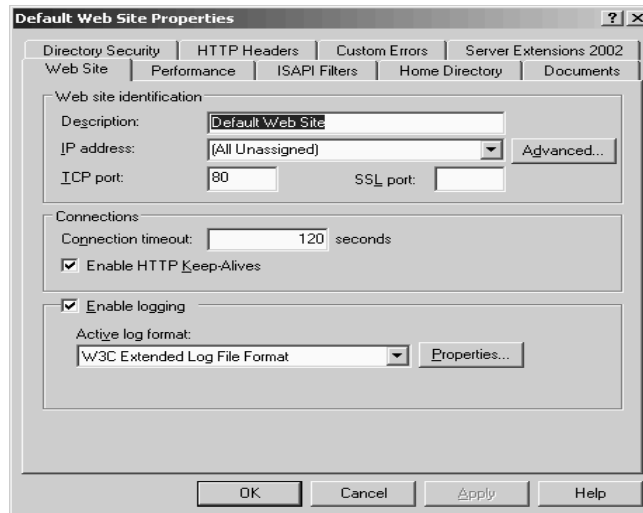 Default Web Site Properties
Directory Security HTTP Headers Custom Errors Server Extensions 2002
Web Site Performance ISAPI Filters Home Directory Documents
Web site identification
Description: Default Web Site
IP address: (All Unassigned) Advanced...
TCP port: 80 SSL port:
Connections
Connection timeout: 120 seconds
Enable HTTP Keep-Alives
Enable logging
Active log format:
W3C Extended Log File Format Properties...
OK Cancel Apply Help